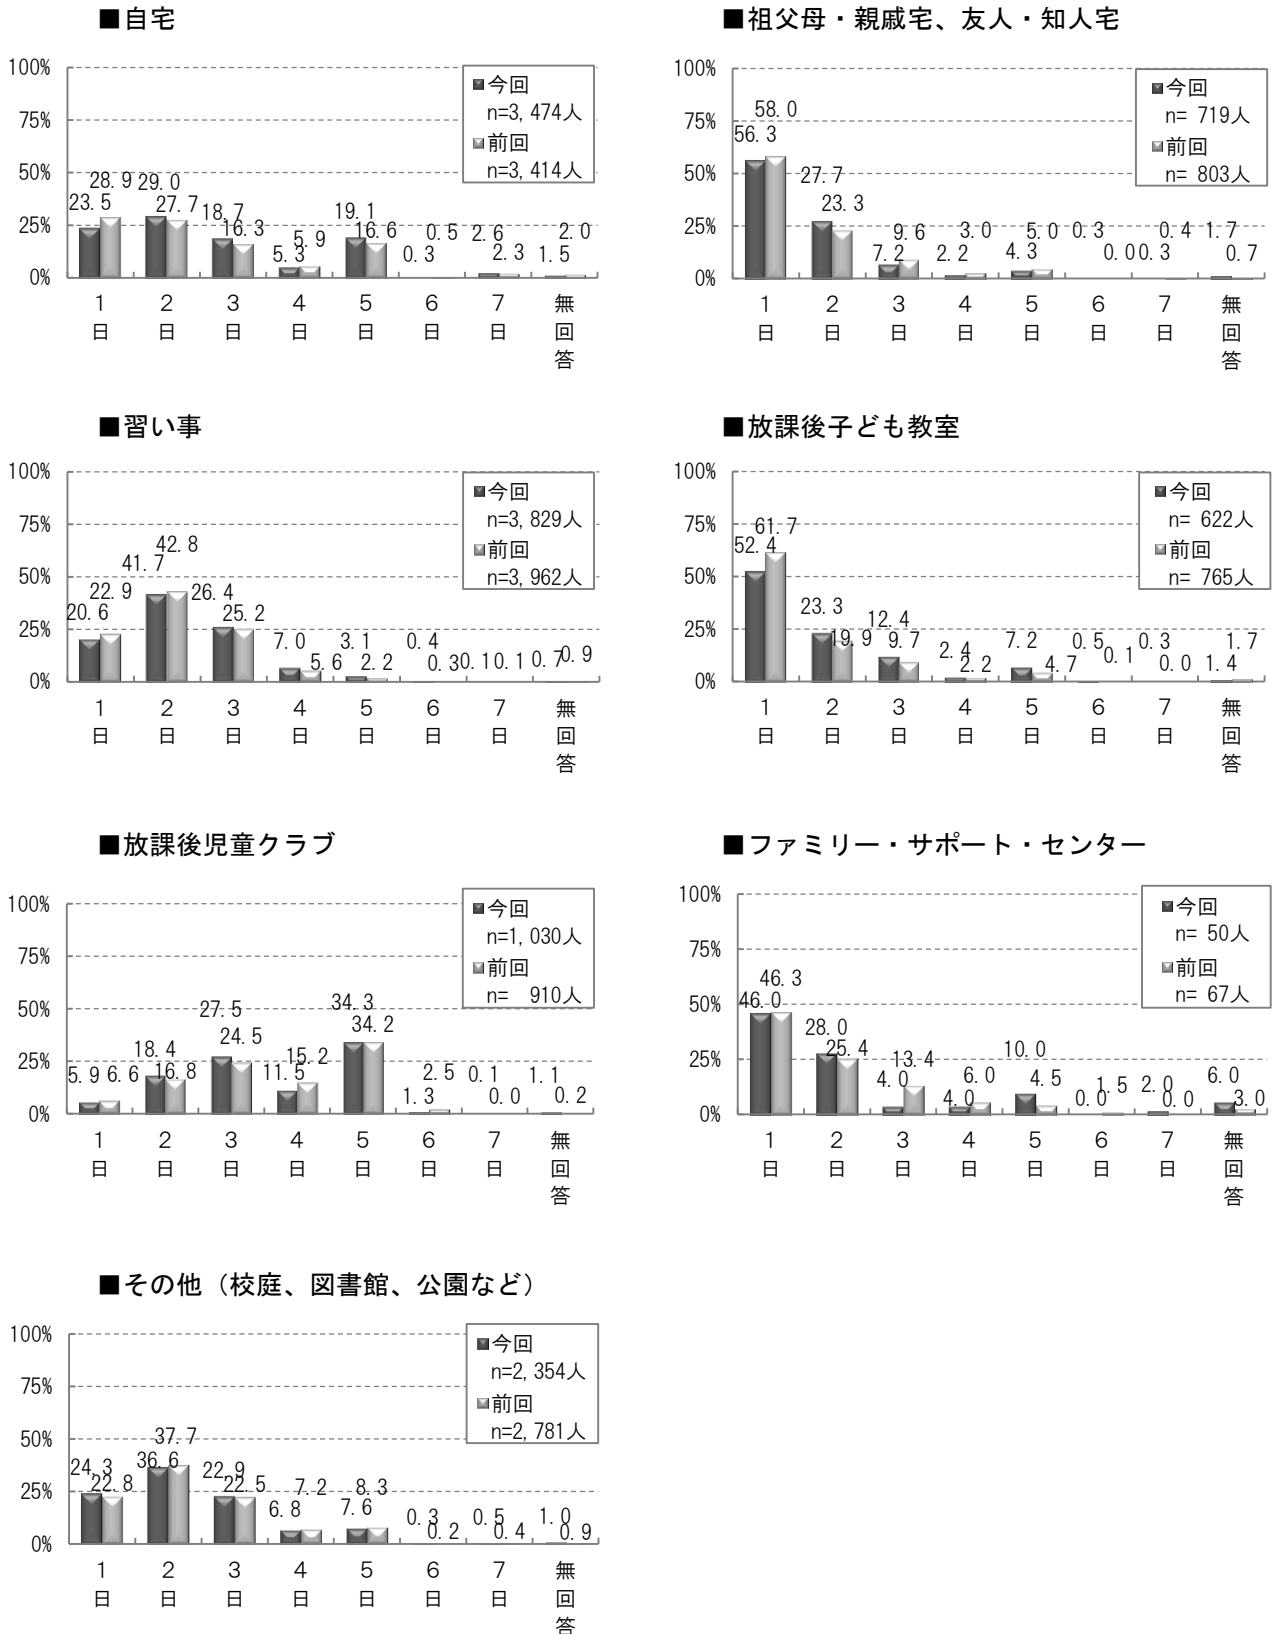 ■自宅
100%
75%
50%
25%
0%
今回
n=3,474人
前回
n=3,414人
23.5 28.9 29.0 27.7 18.7 16.3 5.3 5.9 19.1 16.6 0.3 0.5 2.6 2.3 1.5 2.0
1日 2日 3日 4日 5日 6日 7日 無回答
■祖父母・親戚宅、友人・知人宅
100%
75%
50%
25%
0%
今回
n= 719人
前回
n= 803人
56.3 58.0 27.7 23.3 7.2 9.6 2.2 3.0 4.3 5.0 0.3 0.0 0.3 0.4 1.7 0.7
1日 2日 3日 4日 5日 6日 7日 無回答
■習い事
100%
75%
50%
25%
0%
今回
n=3,829人
前回
n=3,962人
20.6 22.9 41.7 42.8 26.4 25.2 7.0 5.6 3.1 2.2 0.4 0.3 0.1 0.1 0.7 0.9
1日 2日 3日 4日 5日 6日 7日 無回答
■放課後子ども教室
100%
75%
50%
25%
0%
今回
n= 622人
前回
n= 765人
52.4 61.7 23.3 19.9 12.4 9.7 2.4 2.2 7.2 4.7 0.5 0.1 0.3 0.0 1.4 1.7
1日 2日 3日 4日 5日 6日 7日 無回答
■放課後児童クラブ
100%
75%
50%
25%
0%
今回
n=1,030人
前回
n= 910人
5.9 6.6 18.4 16.8 27.5 24.5 11.5 15.2 34.3 34.2 1.3 2.5 0.1 0.0 1.1 0.2
1日 2日 3日 4日 5日 6日 7日 無回答
■ファミリー・サポート・センター
100%
75%
50%
25%
0%
今回
n= 50人
前回
n= 67人
46.0 46.3 28.0 25.4 4.0 13.4 4.0 6.0 10.0 4.5 0.0 1.5 2.0 0.0 6.0 3.0
1日 2日 3日 4日 5日 6日 7日 無回答
■その他（校庭、図書館、公園など）
100%
75%
50%
25%
0%
今回
n=2,354人
前回
n=2,781人
24.3 22.8 36.6 37.7 22.9 22.5 6.8 7.2 7.6 8.3 0.3 0.2 0.5 0.4 1.0 0.9
1日 2日 3日 4日 5日 6日 7日 無回答